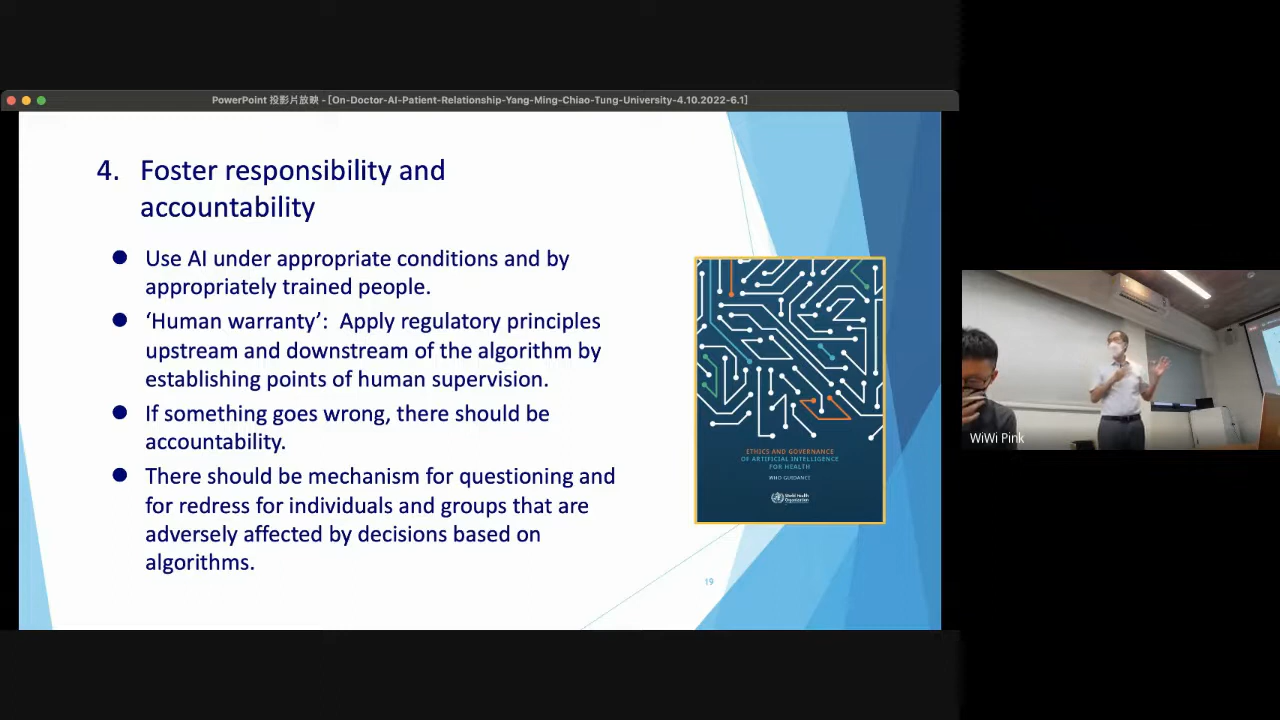 PowerPoint 投影片放映 - [On-Doctor-AI-Patient-Relationship-Yang-Ming-Chiao-Tung-University-4.10.2022-6.1]
4. Foster responsibility and
accountability
● Use AI under appropriate conditions and by
appropriately trained people.
● ‘Human warranty’: Apply regulatory principles
upstream and downstream of the algorithm by
establishing points of human supervision.
● If something goes wrong, there should be
accountability.
● There should be mechanism for questioning and
for redress for individuals and groups that are
adversely affected by decisions based on
algorithms.
ETHICS AND GOVERNANCE
OF ARTIFICIAL INTELLIGENCE
FOR HEALTH
WHO GUIDANCE
World Health
Organization
19
WiWi Pink